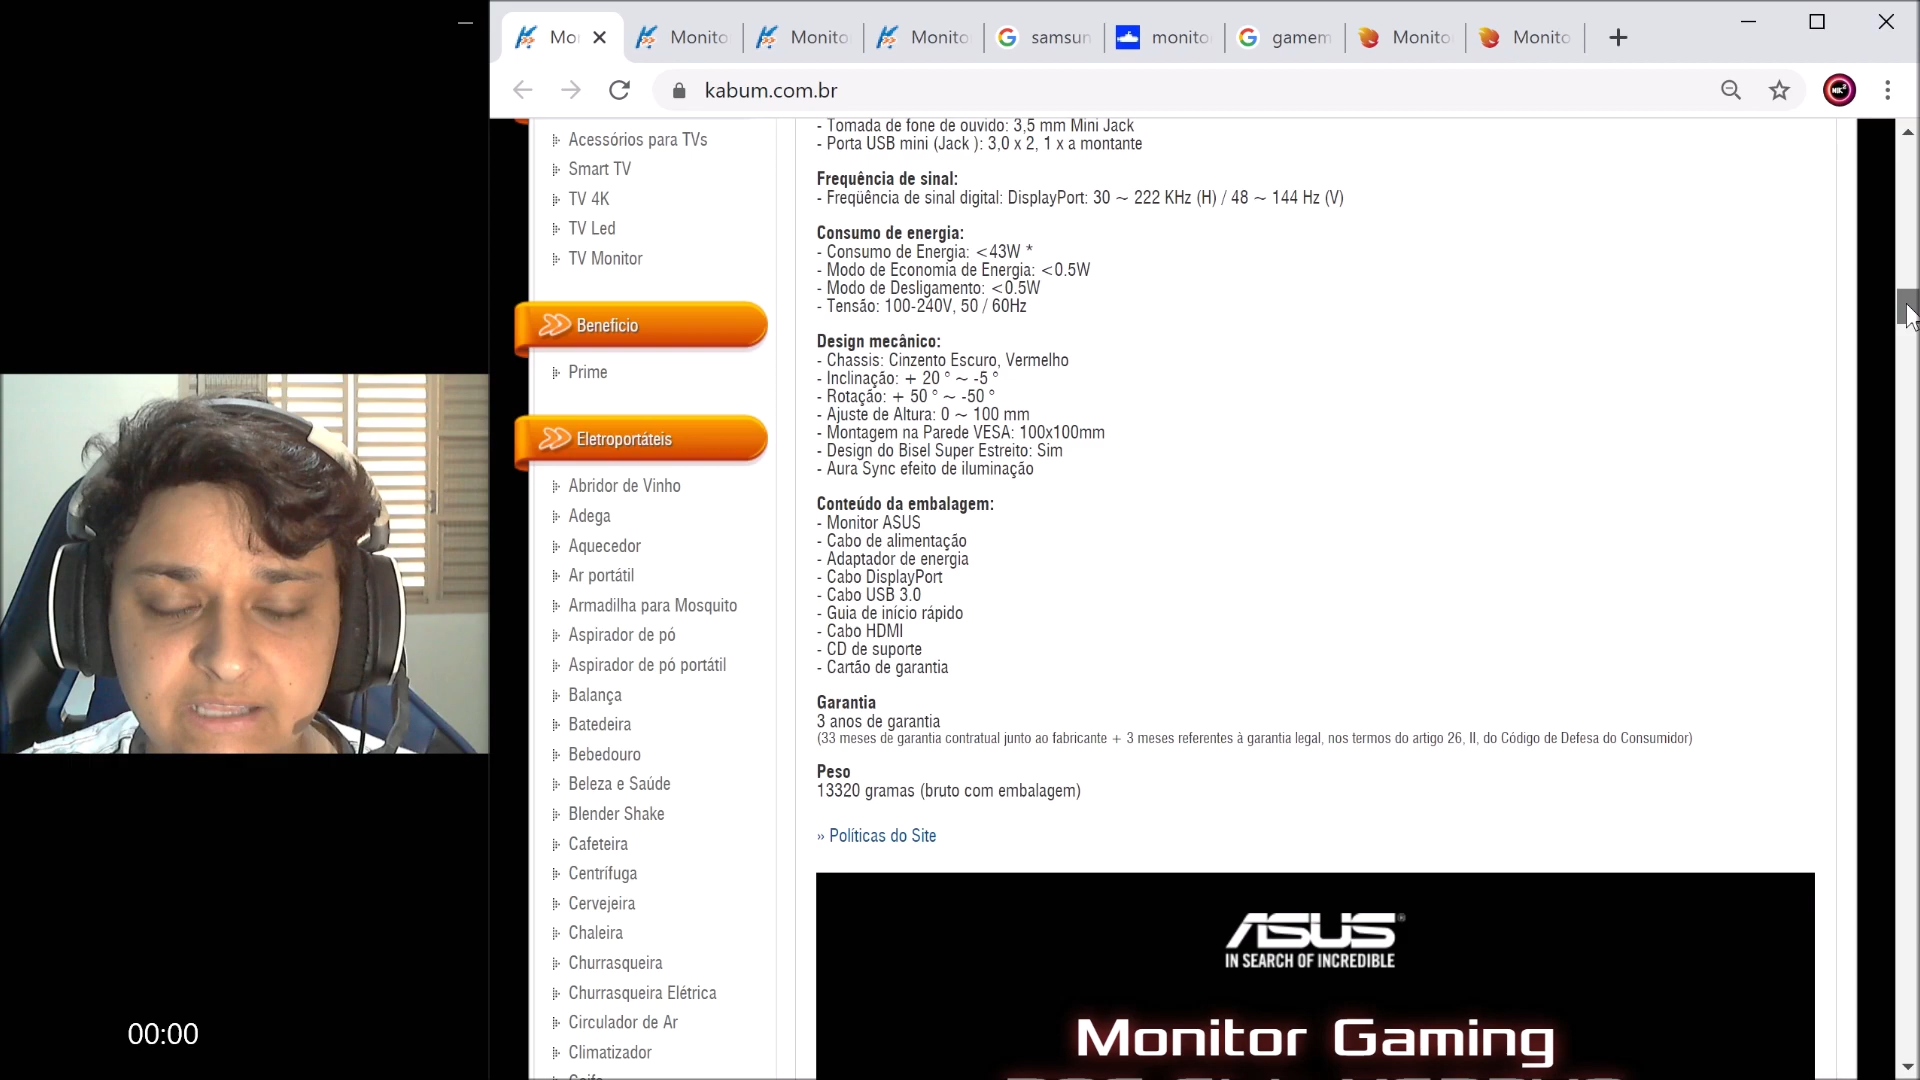 Mo
Monito
Monito
Monito
samsun
monito
gamem
Monito
Monito
kabum.com.br
Acessórios para TVs
Smart TV
TV 4K
TV Led
TV Monitor
Benefício
Prime
Eletroportáteis
Abridor de Vinho
Adega
Aquecedor
Ar portátil
Armadilha para Mosquito
Aspirador de pó
Aspirador de pó portátil
Balança
Batedeira
Bebedouro
Beleza e Saúde
Blender Shake
Cafeteira
Centrífuga
Cervejeira
Chaleira
Churrasqueira
Churrasqueira Elétrica
Circulador de Ar
Climatizador
- Tomada de fone de ouvido: 3,5 mm Mini Jack
- Porta USB mini (Jack ): 3,0 x 2, 1 x a montante
Frequência de sinal:
- Freqüência de sinal digital: DisplayPort: 30 ~ 222 KHz (H) / 48 ~ 144 Hz (V)
Consumo de energia:
- Consumo de Energia: <43W *
- Modo de Economia de Energia: <0.5W
- Modo de Desligamento: <0.5W
- Tensão: 100-240V, 50 / 60Hz
Design mecânico:
- Chassis: Cinzento Escuro, Vermelho
- Inclinação: + 20 ° ~ -5 °
- Rotação: + 50 ° ~ -50 °
- Ajuste de Altura: 0 ~ 100 mm
- Montagem na Parede VESA: 100x100mm
- Design do Bisel Super Estreito: Sim
- Aura Sync efeito de iluminação
Conteúdo da embalagem:
- Monitor ASUS
- Cabo de alimentação
- Adaptador de energia
- Cabo DisplayPort
- Cabo USB 3.0
- Guia de início rápido
- Cabo HDMI
- CD de suporte
- Cartão de garantia
Garantia
3 anos de garantia
(33 meses de garantia contratual junto ao fabricante + 3 meses referentes à garantia legal, nos termos do artigo 26, II, do Código de Defesa do Consumidor)
Peso
13320 gramas (bruto com embalagem)
» Políticas do Site
ASUS
IN SEARCH OF INCREDIBLE
Monitor Gaming
00:00